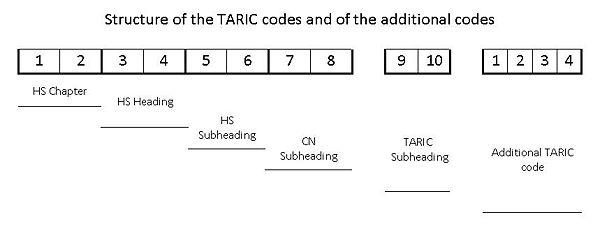 Structure of the TARIC codes and of the additional codes
1 2 3 4 5 6 7 8 9 10 1 2 3 4
HS Chapter
HS Heading
HS
Subheading
CN
Subheading
TARIC
Subheading
Additional TARIC
code